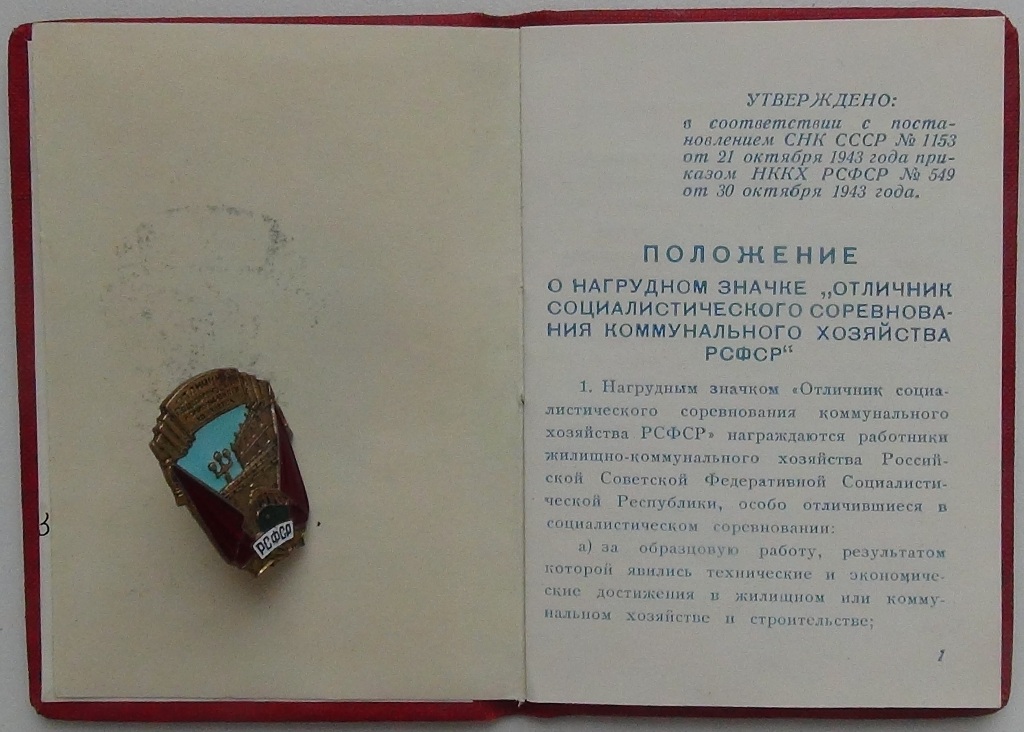 В
РСФСР
УТВЕРЖДЕНО:
в соответствии с поста-
новлением СНК СССР № 1153
от 21 октября 1943 года при-
казом НККХ РСФСР № 549
от 30 октября 1943 года.
ПОЛОЖЕНИЕ
О НАГРУДНОМ ЗНАЧКЕ „ОТЛИЧНИК
СОЦИАЛИСТИЧЕСКОГО СОРЕВНОВА-
НИЯ КОММУНАЛЬНОГО ХОЗЯЙСТВА
РСФСР“
1. Нагрудным значком «Отличник социа-
листического соревнования коммунального
хозяйства РСФСР» награждаются работники
жилищно-коммунального хозяйства Россий-
ской Советской Федеративной Социалисти-
ческой Республики, особо отличившиеся в
социалистическом соревновании:
а) за образцовую работу, результатом
которой явились технические и экономиче-
ские достижения в жилищном или комму-
нальном хозяйстве и строительстве;
1